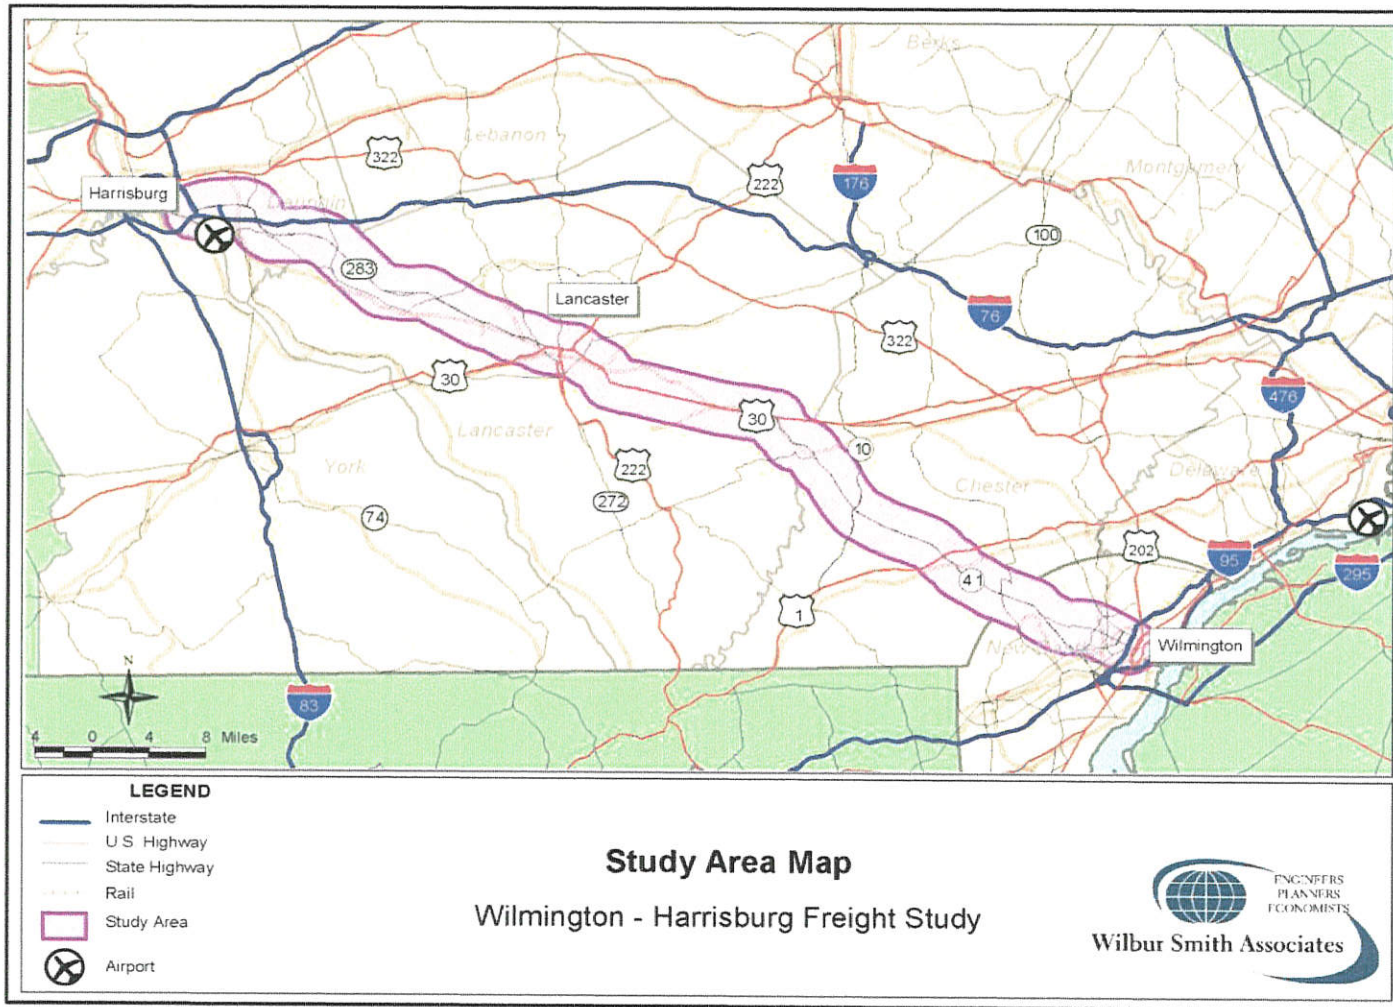 Berks
Lebanon
322
222
176
Montgomery
Harrisburg
Dauphin
100
283
Lancaster
76
322
30
476
30
Lancaster
10
York
222
Chester
Delaware
272
74
202
95
295
41
1
Wilmington
N
83
4 0 4 8 Miles
LEGEND
Interstate
U S Highway
State Highway
Rail
Study Area
Airport
Study Area Map
Wilmington - Harrisburg Freight Study
ENGINEERS
PLANNERS
ECONOMISTS
Wilbur Smith Associates